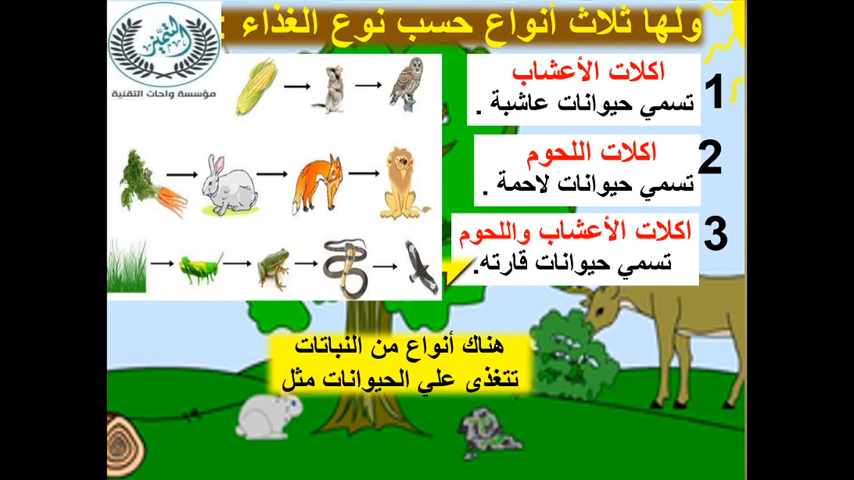 ولها ثلاث أنواع حسب نوع الغذاء :
التميز
مؤسسة واحات التقنية
1
اكلات الأعشاب
تسمي حيوانات عاشبة .
2
اكلات اللحوم
تسمي حيوانات لاحمة .
3
اكلات الأعشاب واللحوم
تسمي حيوانات قارته.
هناك أنواع من النباتات
تتغذى علي الحيوانات مثل